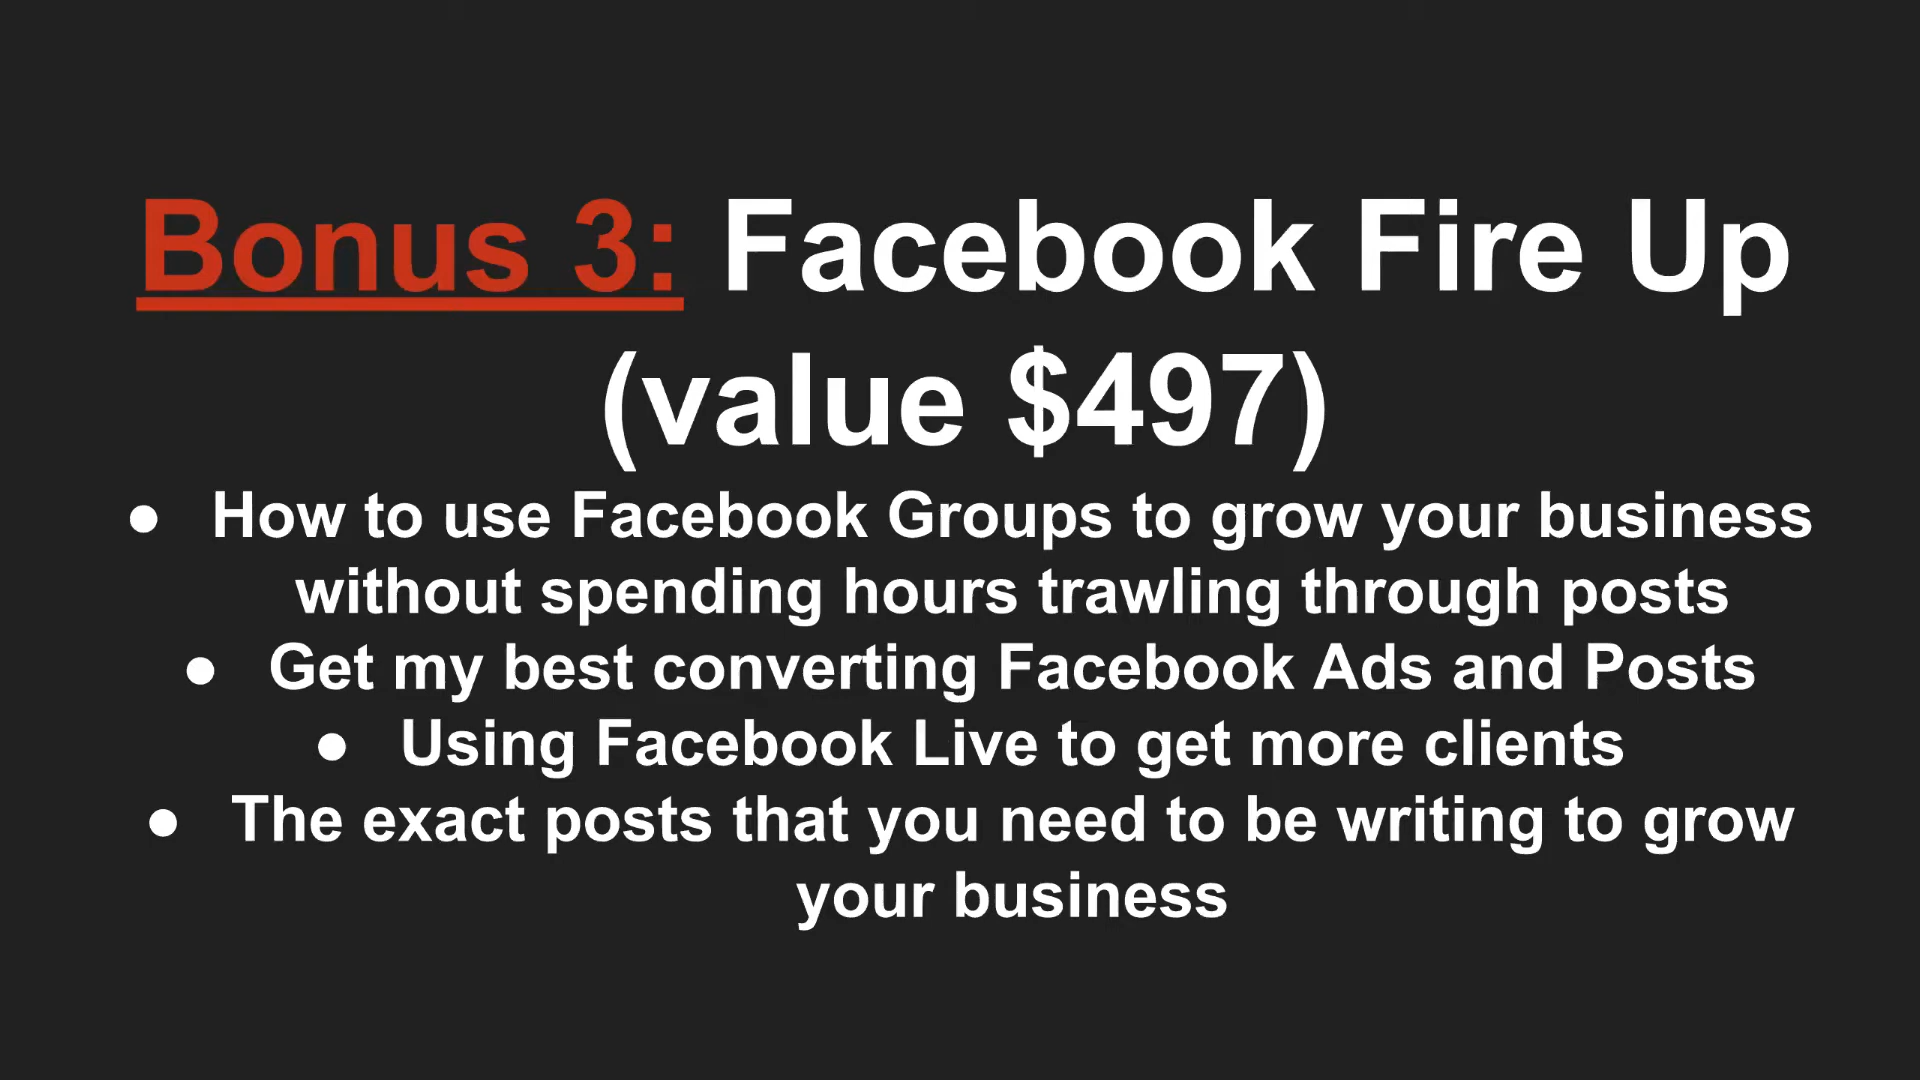 Bonus 3: Facebook Fire Up
(value $497)
● How to use Facebook Groups to grow your business
without spending hours trawling through posts
● Get my best converting Facebook Ads and Posts
● Using Facebook Live to get more clients
● The exact posts that you need to be writing to grow
your business